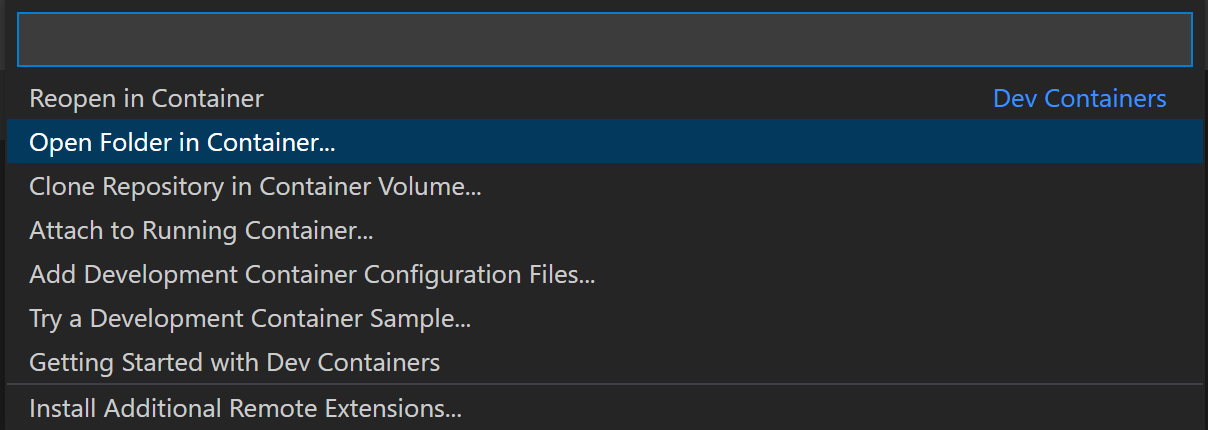 Reopen in Container Dev Containers
Open Folder in Container...
Clone Repository in Container Volume...
Attach to Running Container...
Add Development Container Configuration Files...
Try a Development Container Sample...
Getting Started with Dev Containers
Install Additional Remote Extensions...